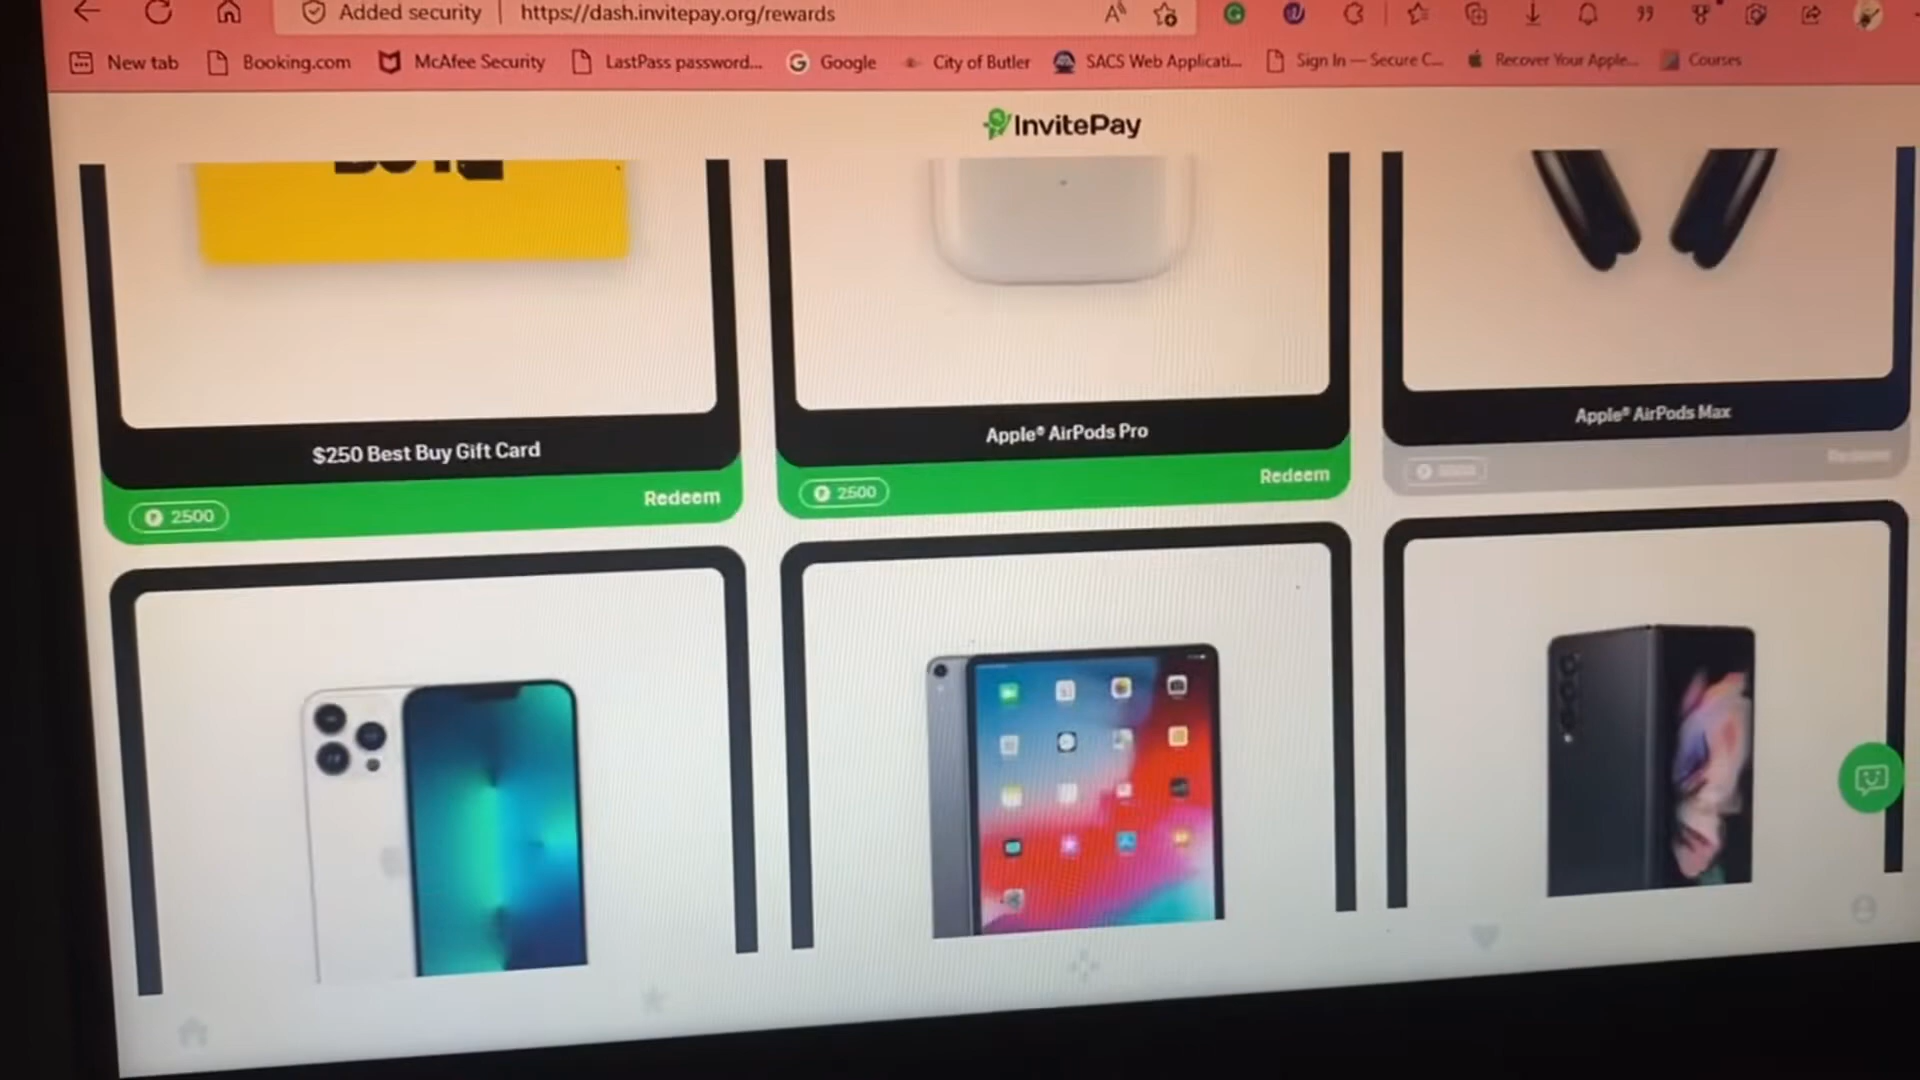 Added security
https://dash.invitepay.org/rewards
New tab
Booking.com
McAfee Security
LastPass password...
Google
City of Butler
SACS Web Applicati...
Sign In — Secure C...
Recover Your Apple...
Courses
InvitePay
$250 Best Buy Gift Card
Apple® AirPods Pro
Apple® AirPods Max
2500
Redeem
2500
Redeem
Redeem